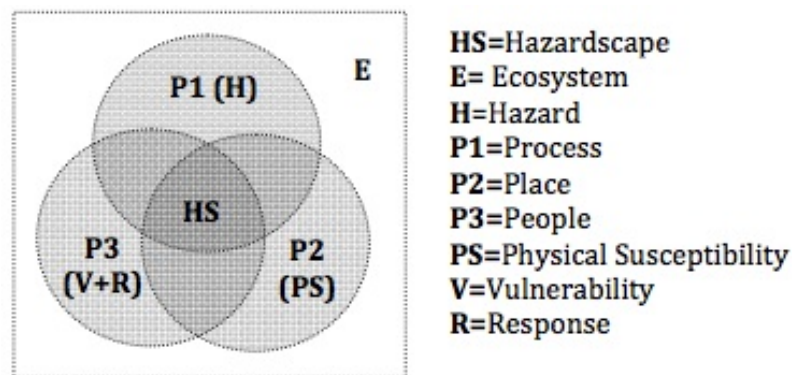 P1 (H)
E
HS
P3
(V+R)
P2
(PS)
HS=Hazardscape
E= Ecosystem
H=Hazard
P1=Process
P2=Place
P3=People
PS=Physical Susceptibility
V=Vulnerability
R=Response